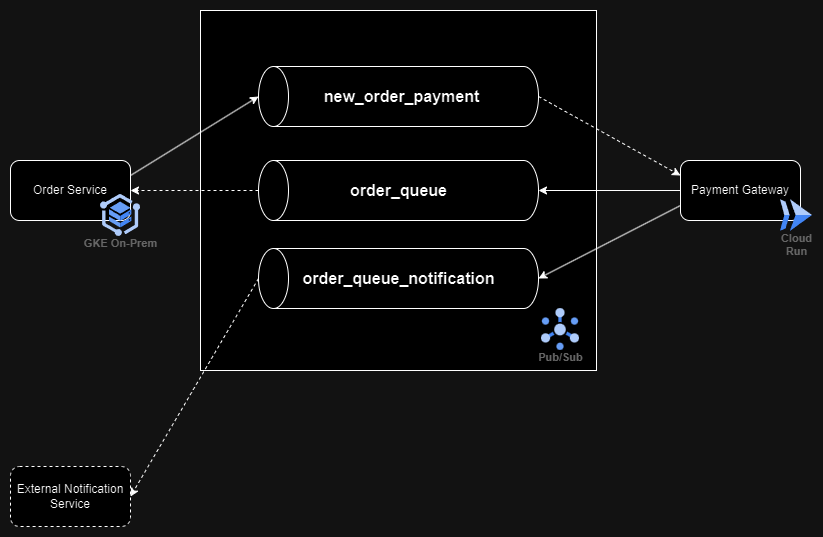 new_order_payment
Order Service
GKE On-Prem
order_queue
Payment Gateway
Cloud
Run
order_queue_notification
Pub/Sub
External Notification
Service